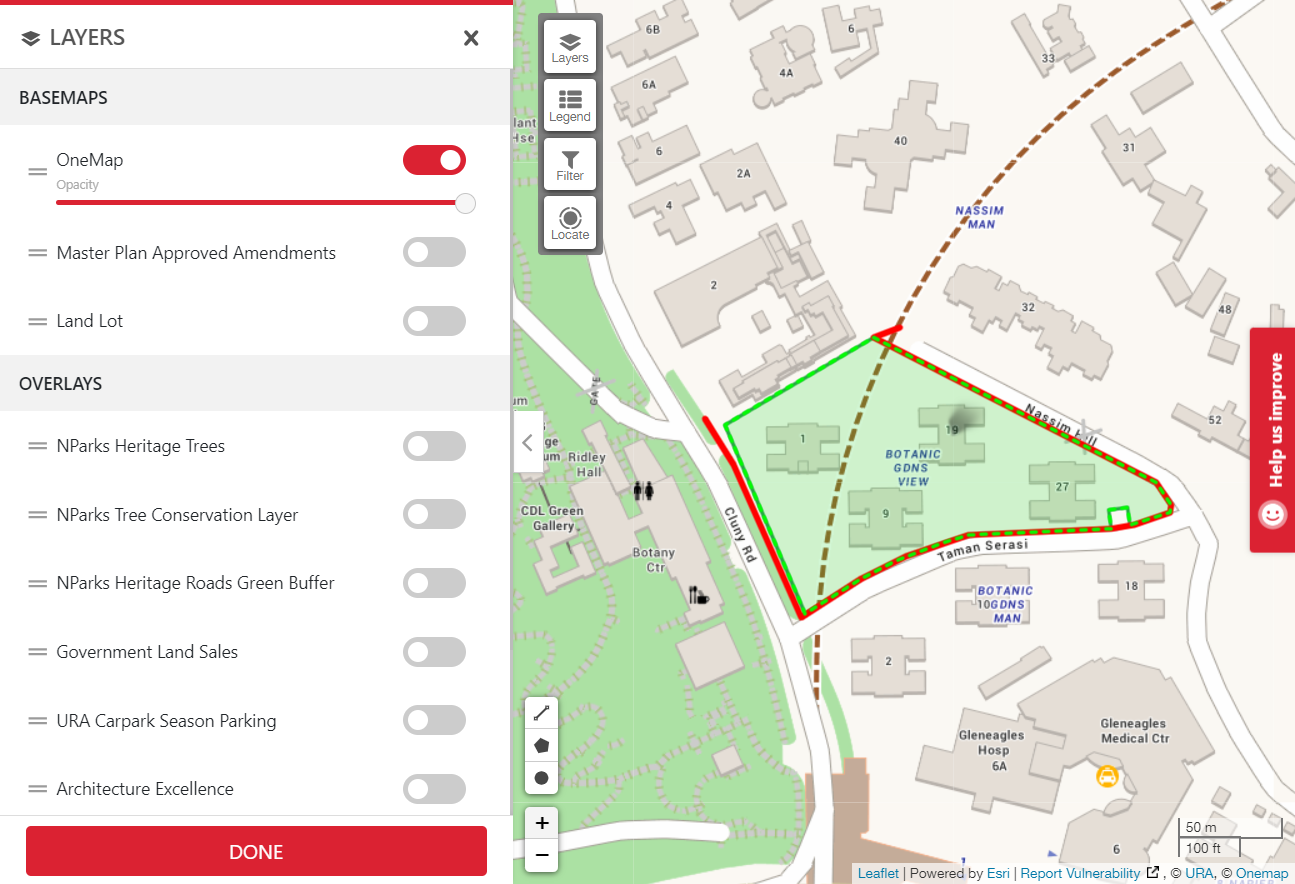 LAYERS
BASEMAPS
OneMap
Opacity
Master Plan Approved Amendments
Land Lot
OVERLAYS
NParks Heritage Trees
NParks Tree Conservation Layer
NParks Heritage Roads Green Buffer
Government Land Sales
URA Carpark Season Parking
Architecture Excellence
DONE
Layers
Legend
Filter
Locate
6B
6
4A
6A
6
2A
4
40
33
31
NASSIM
MAN
2
32
48
52
GATE
Ridley
Hall
CDL Green
Gallery
Botany
Ctr
Cluny Rd
1
19
BOTANIC
GDNS
VIEW
9
27
Nassim Hill
Taman Serasi
BOTANIC
10 GDNS
MAN
18
2
Gleneagles
Hosp
6A
Gleneagles
Medical Ctr
6
Help us improve
+
−
50 m
100 ft
Leaflet | Powered by Esri | Report Vulnerability , © URA, © Onemap